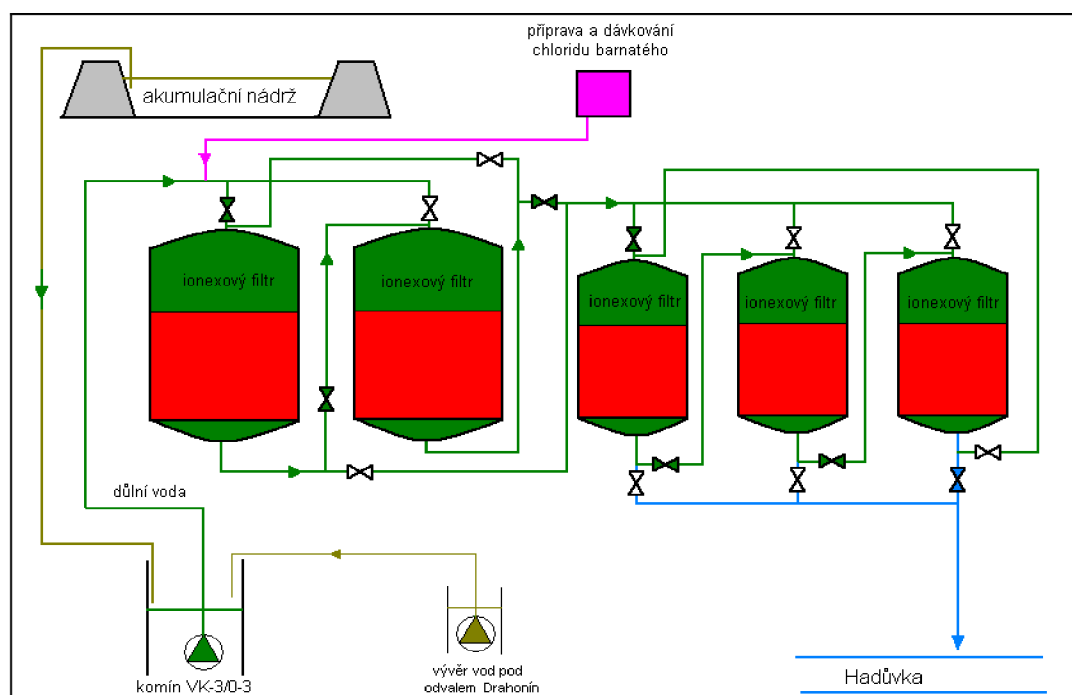 příprava a dávkování
chloridu barnatého
akumulační nádrž
ionexový filtr
ionexový filtr
ionexový filtr
ionexový filtr
ionexový filtr
důlní voda
komín VK-3/0-3
vývěr vod pod
odvalem Drahonín
Hadůvka